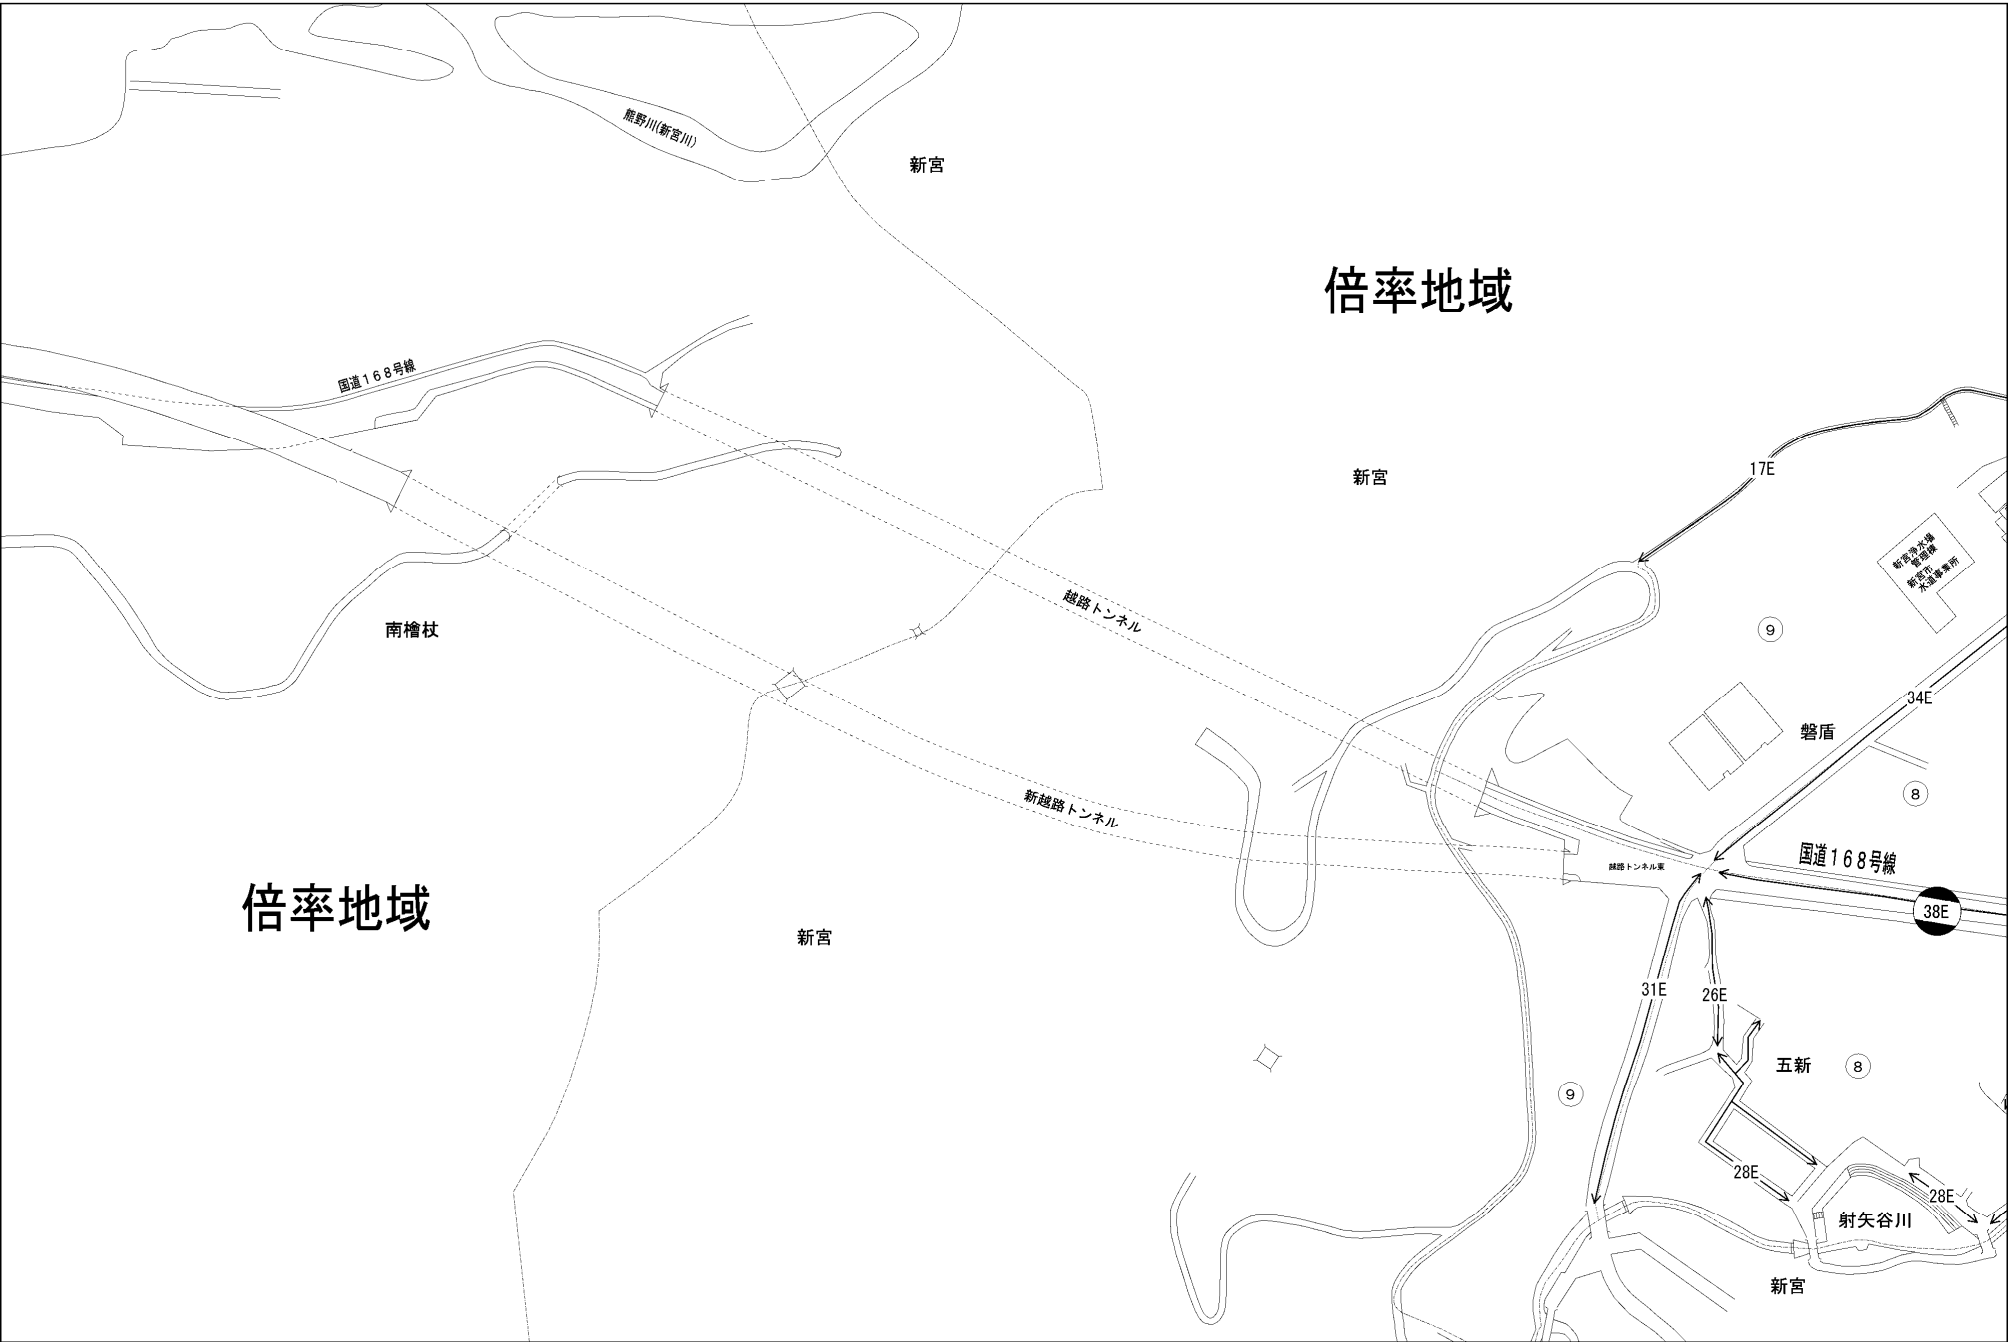 熊野川(新宮川)
新宮
倍率地域
国道168号線
17E
新宮
新宮浄水場
管理棟
新宮市
水道事業所
越路トンネル
南檜杖
9
34E
磐盾
8
新越路トンネル
国道168号線
越路トンネル東
38E
倍率地域
新宮
31E
26E
五新
8
9
28E
28E
射矢谷川
新宮